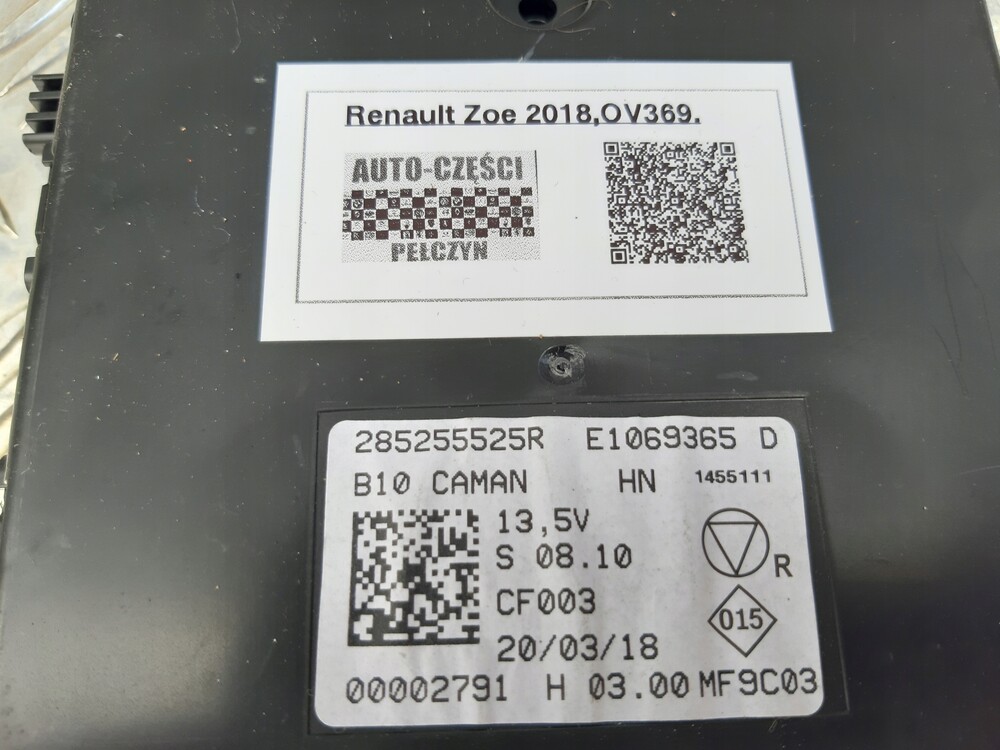 Renault Zoe 2018,OV369.
AUTO-CZĘŚCI
PEŁCZYN
285255525R E1069365 D
B10 CAMAN HN 1455111
13,5V
S 08.10
R
CF003
015
20/03/18
00002791 H 03.00 MF9C03